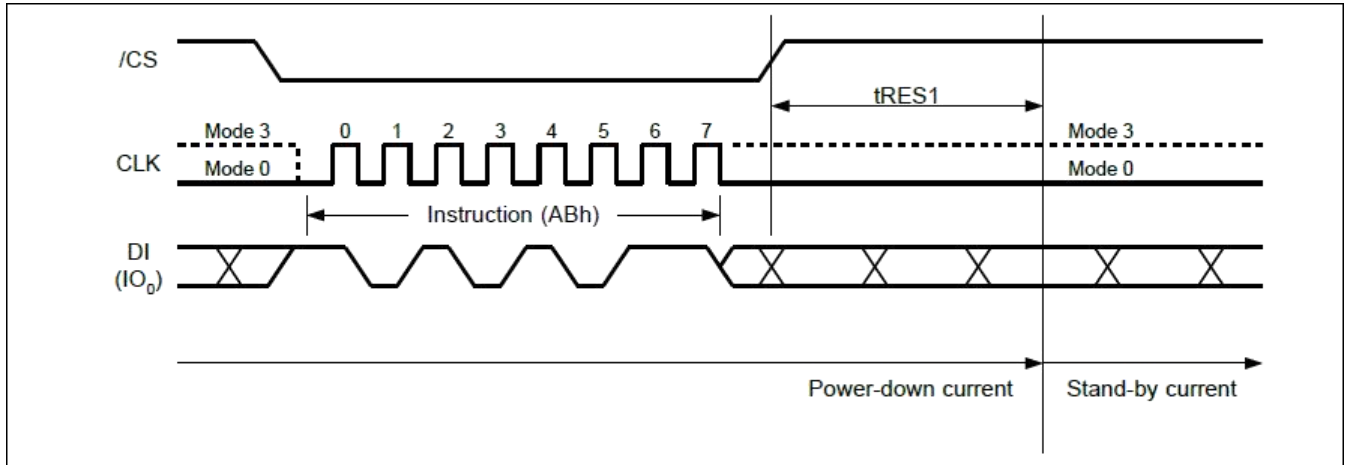 /CS
tRES1
Mode 3 0 1 2 3 4 5 6 7 Mode 3
CLK
Mode 0 Mode 0
Instruction (ABh)
DI
(IO₀)
Power-down current Stand-by current